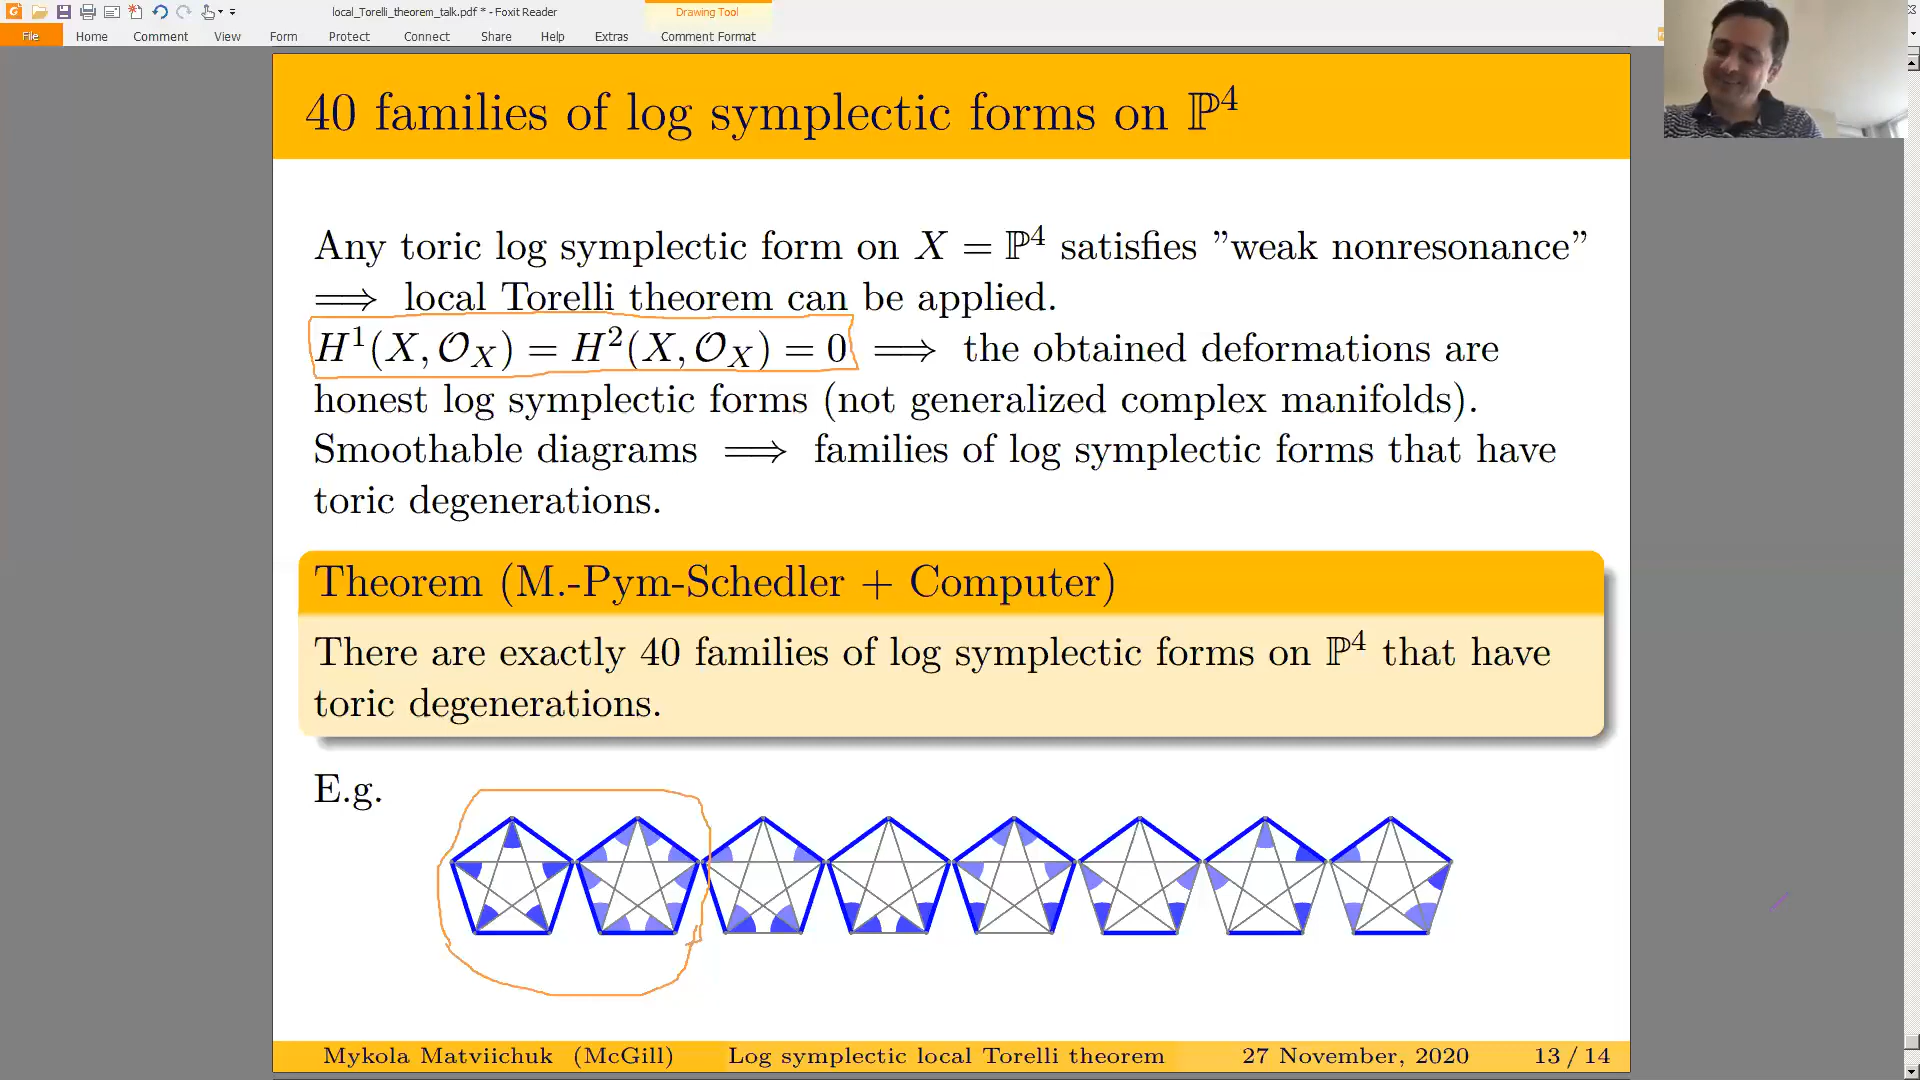 local_Torelli_theorem_talk.pdf * - Foxit Reader
Drawing Tool
File Home Comment View Form Protect Connect Share Help Extras Comment Format
40 families of log symplectic forms on ℙ⁴
Any toric log symplectic form on X = ℙ⁴ satisfies ”weak nonresonance”
⟹ local Torelli theorem can be applied.
H¹(X, 𝒪_X) = H²(X, 𝒪_X) = 0 ⟹ the obtained deformations are
honest log symplectic forms (not generalized complex manifolds).
Smoothable diagrams ⟹ families of log symplectic forms that have
toric degenerations.
Theorem (M.-Pym-Schedler + Computer)
There are exactly 40 families of log symplectic forms on ℙ⁴ that have
toric degenerations.
E.g.
Mykola Matviichuk (McGill) Log symplectic local Torelli theorem 27 November, 2020 13 / 14